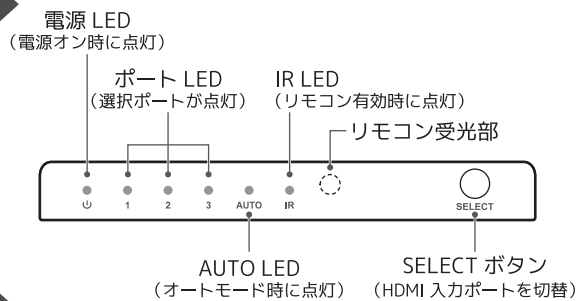 電源 LED
（電源オン時に点灯）
ポート LED
（選択ポートが点灯）
IR LED
（リモコン有効時に点灯）
リモコン受光部
1 2 3 AUTO IR
SELECT
AUTO LED
（オートモード時に点灯）
SELECT ボタン
（HDMI 入力ポートを切替）